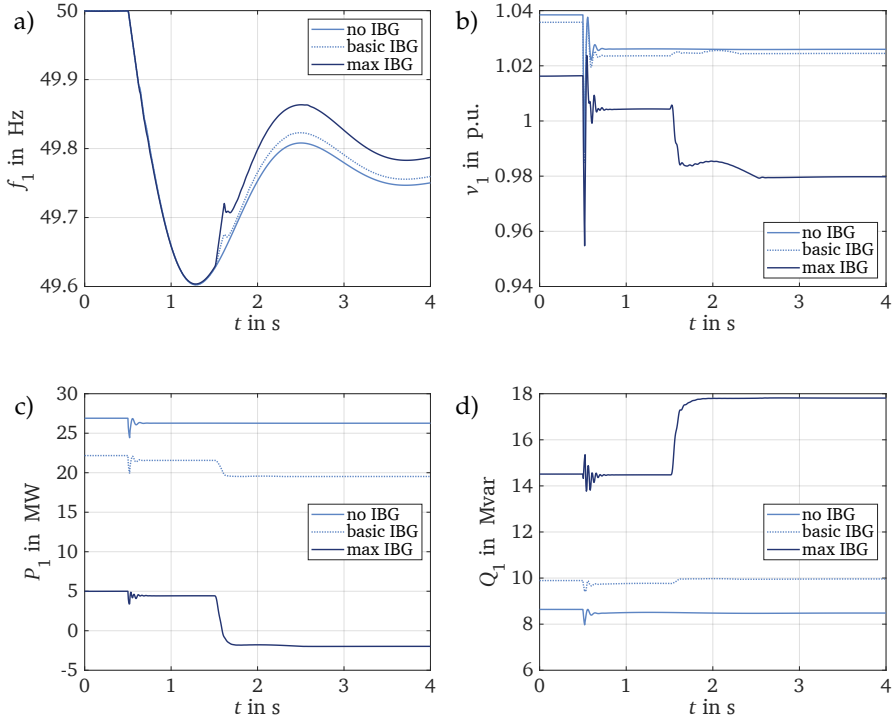 a)
50
49.9
49.8
49.7
49.6
f1 in Hz
no IBG
basic IBG
max IBG
0 1 2 3 4
t in s
b)
1.04
1.02
1
0.98
0.96
0.94
v1 in p.u.
no IBG
basic IBG
max IBG
0 1 2 3 4
t in s
c)
30
25
20
15
10
5
0
-5
P1 in MW
no IBG
basic IBG
max IBG
0 1 2 3 4
t in s
d)
18
16
14
12
10
8
6
Q1 in Mvar
no IBG
basic IBG
max IBG
0 1 2 3 4
t in s